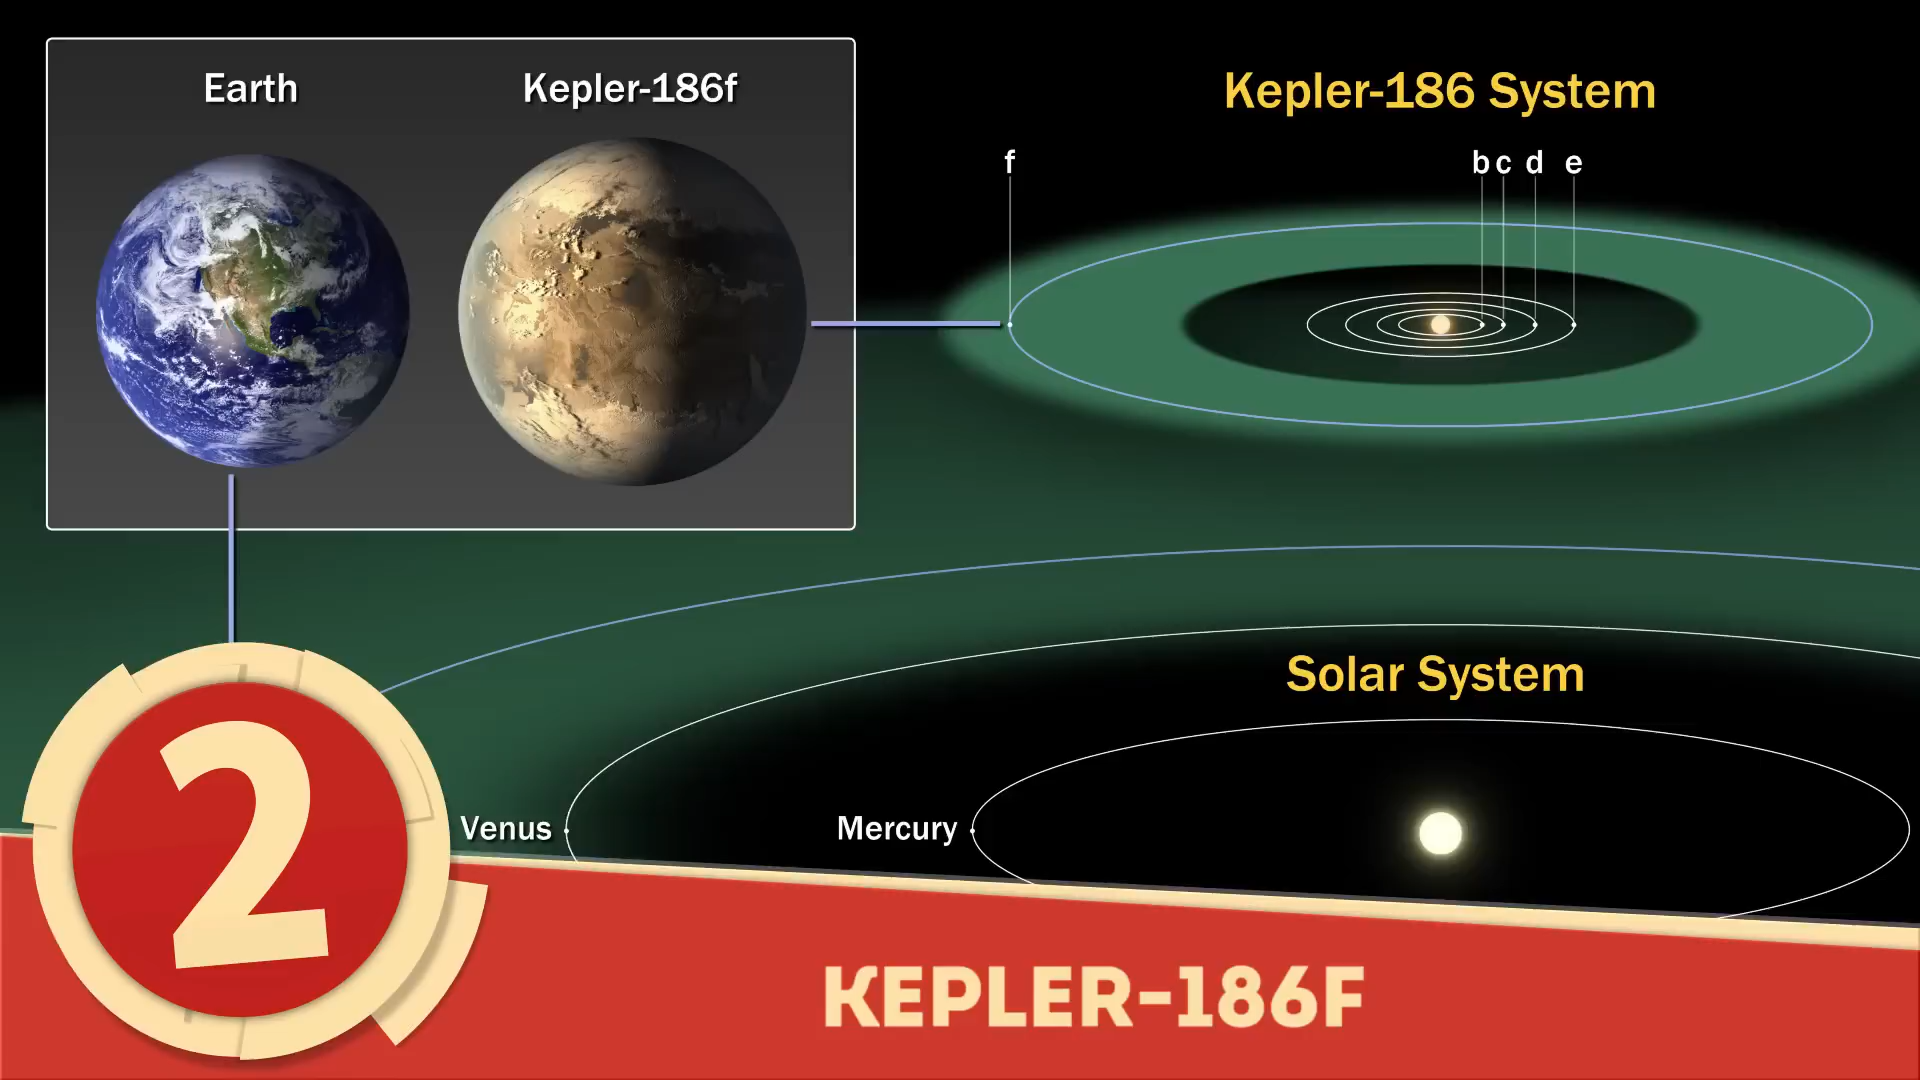 Earth
Kepler-186f
Kepler-186 System
f
b
c
d
e
Solar System
Venus
Mercury
2
KEPLER-186F